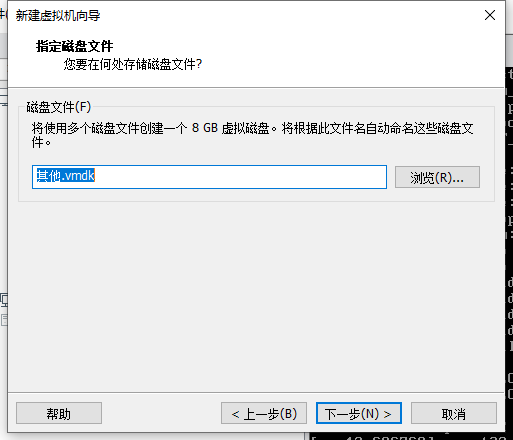 新建虚拟机向导
指定磁盘文件
您要在何处存储磁盘文件?
磁盘文件(F)
将使用多个磁盘文件创建一个 8 GB 虚拟磁盘。将根据此文件名自动命名这些磁盘文
件。
其他.vmdk
浏览(R)...
帮助
< 上一步(B)
下一步(N) >
取消